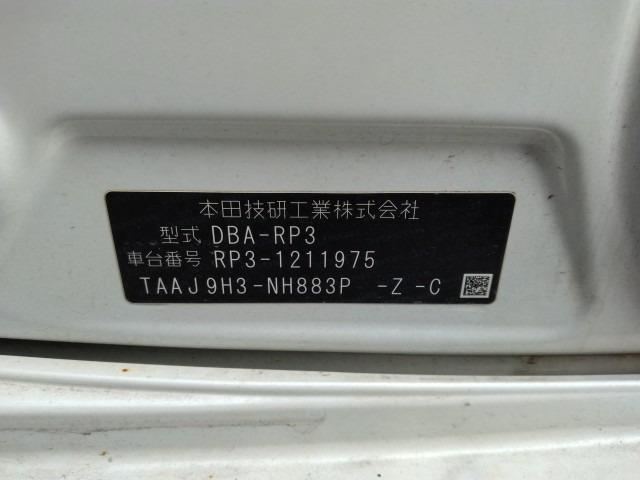 本田技研工業株式会社
型式 DBA-RP3
車台番号 RP3-1211975
TAAJ9H3-NH883P -Z -C